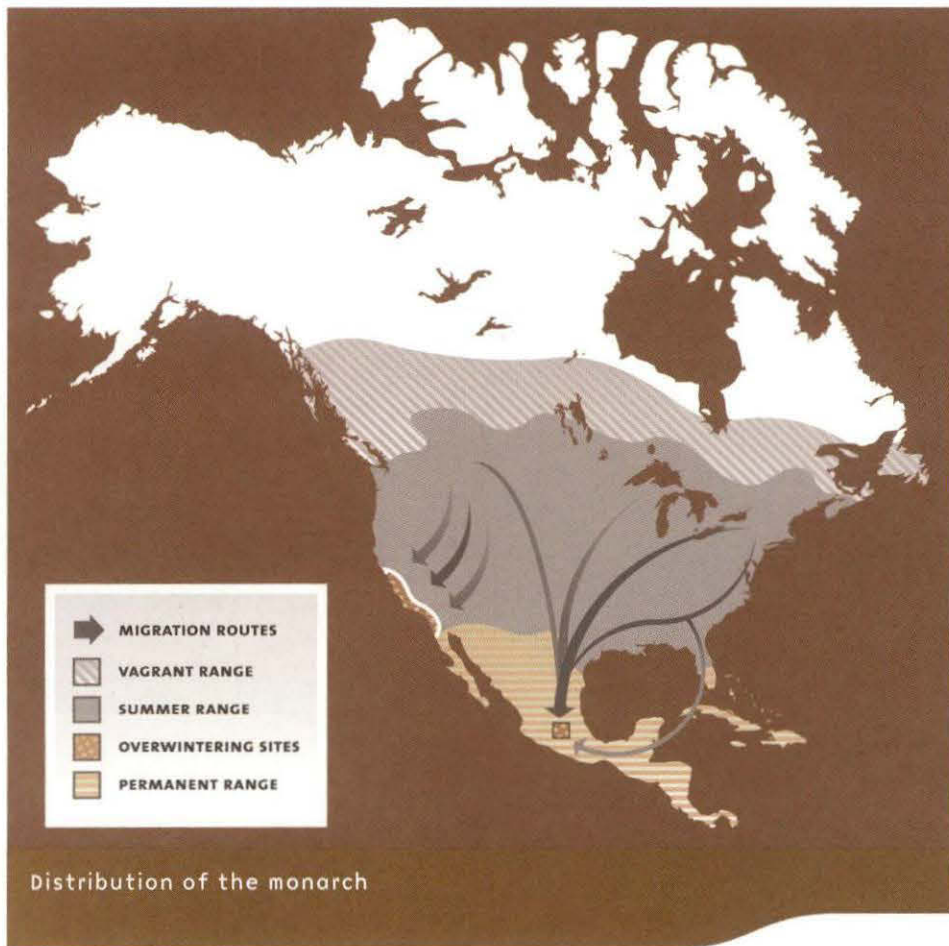 MIGRATION ROUTES
VAGRANT RANGE
SUMMER RANGE
OVERWINTERING SITES
PERMANENT RANGE
Distribution of the monarch